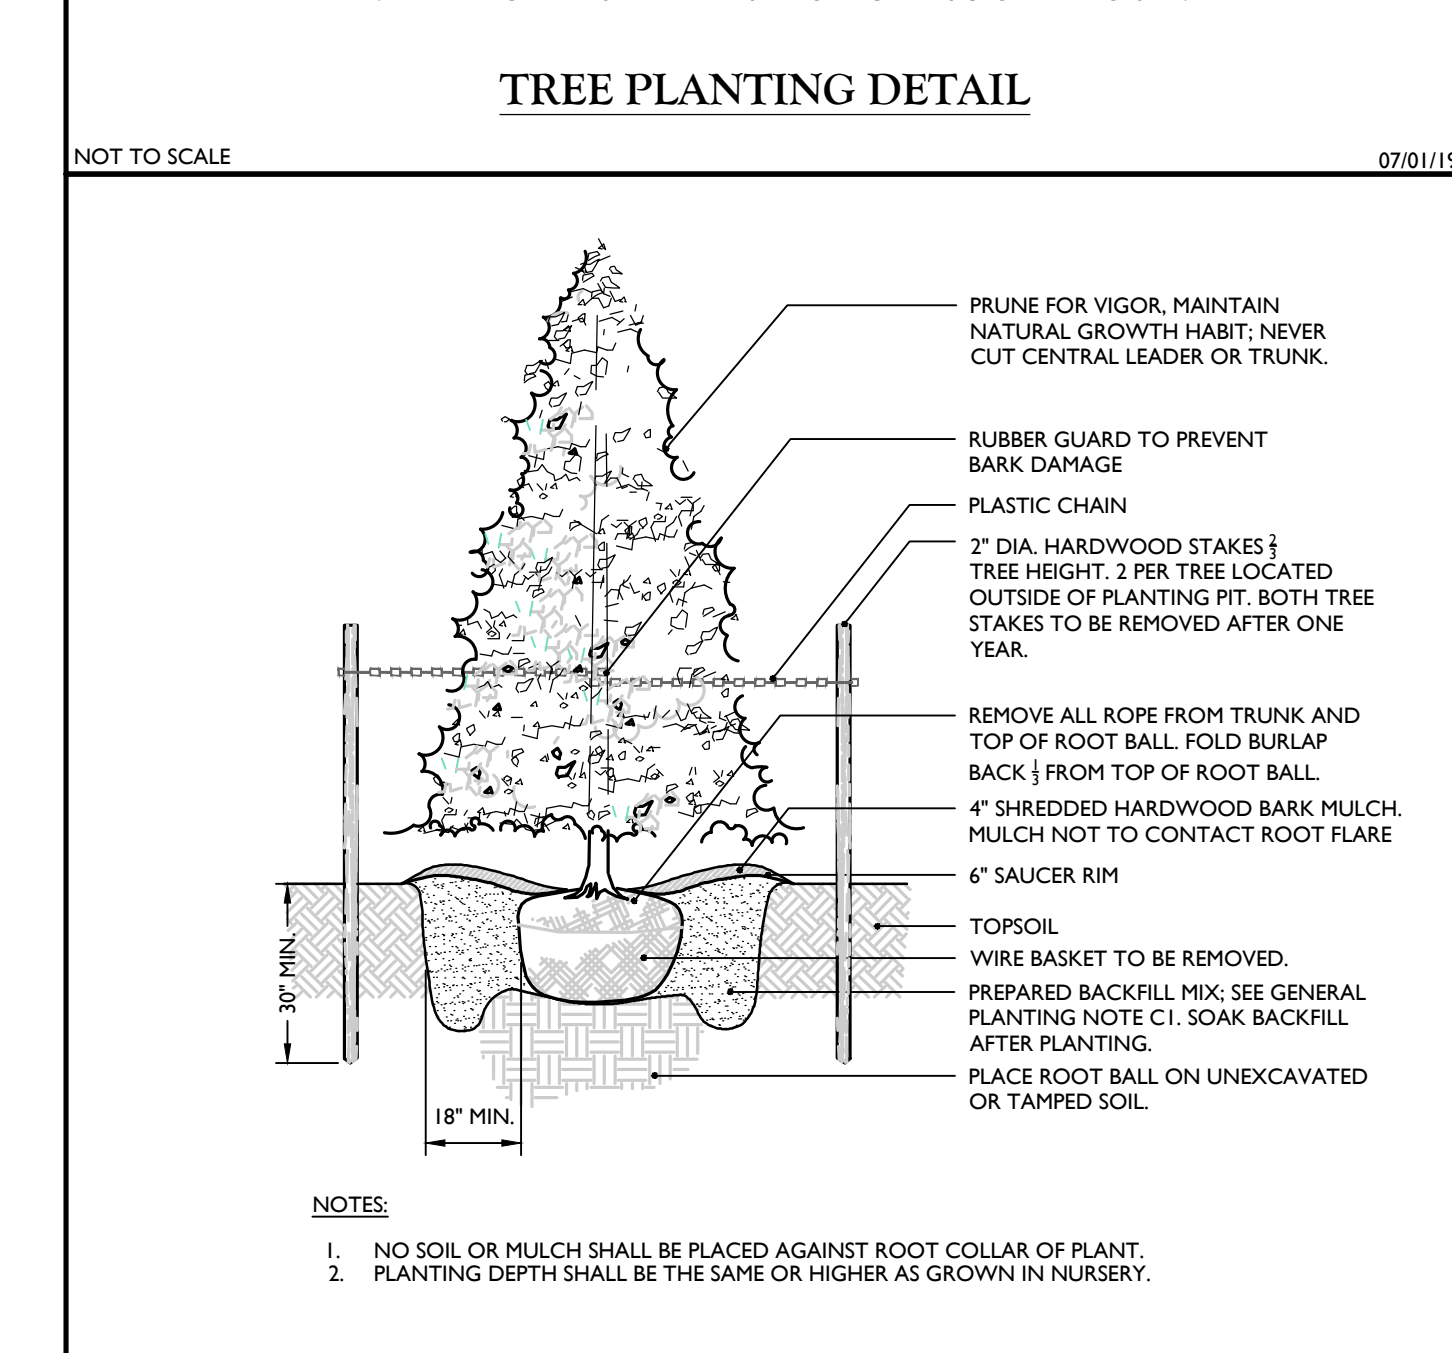 TREE PLANTING DETAIL
NOT TO SCALE
07/01/19
PRUNE FOR VIGOR, MAINTAIN
NATURAL GROWTH HABIT; NEVER
CUT CENTRAL LEADER OR TRUNK.
RUBBER GUARD TO PREVENT
BARK DAMAGE
PLASTIC CHAIN
2" DIA. HARDWOOD STAKES 2/3
TREE HEIGHT. 2 PER TREE LOCATED
OUTSIDE OF PLANTING PIT. BOTH TREE
STAKES TO BE REMOVED AFTER ONE
YEAR.
REMOVE ALL ROPE FROM TRUNK AND
TOP OF ROOT BALL. FOLD BURLAP
BACK 1/3 FROM TOP OF ROOT BALL.
4" SHREDDED HARDWOOD BARK MULCH.
MULCH NOT TO CONTACT ROOT FLARE
6" SAUCER RIM
TOPSOIL
WIRE BASKET TO BE REMOVED.
PREPARED BACKFILL MIX; SEE GENERAL
PLANTING NOTE C1. SOAK BACKFILL
AFTER PLANTING.
PLACE ROOT BALL ON UNEXCAVATED
OR TAMPED SOIL.
30" MIN.
18" MIN.
NOTES:
1. NO SOIL OR MULCH SHALL BE PLACED AGAINST ROOT COLLAR OF PLANT.
2. PLANTING DEPTH SHALL BE THE SAME OR HIGHER AS GROWN IN NURSERY.